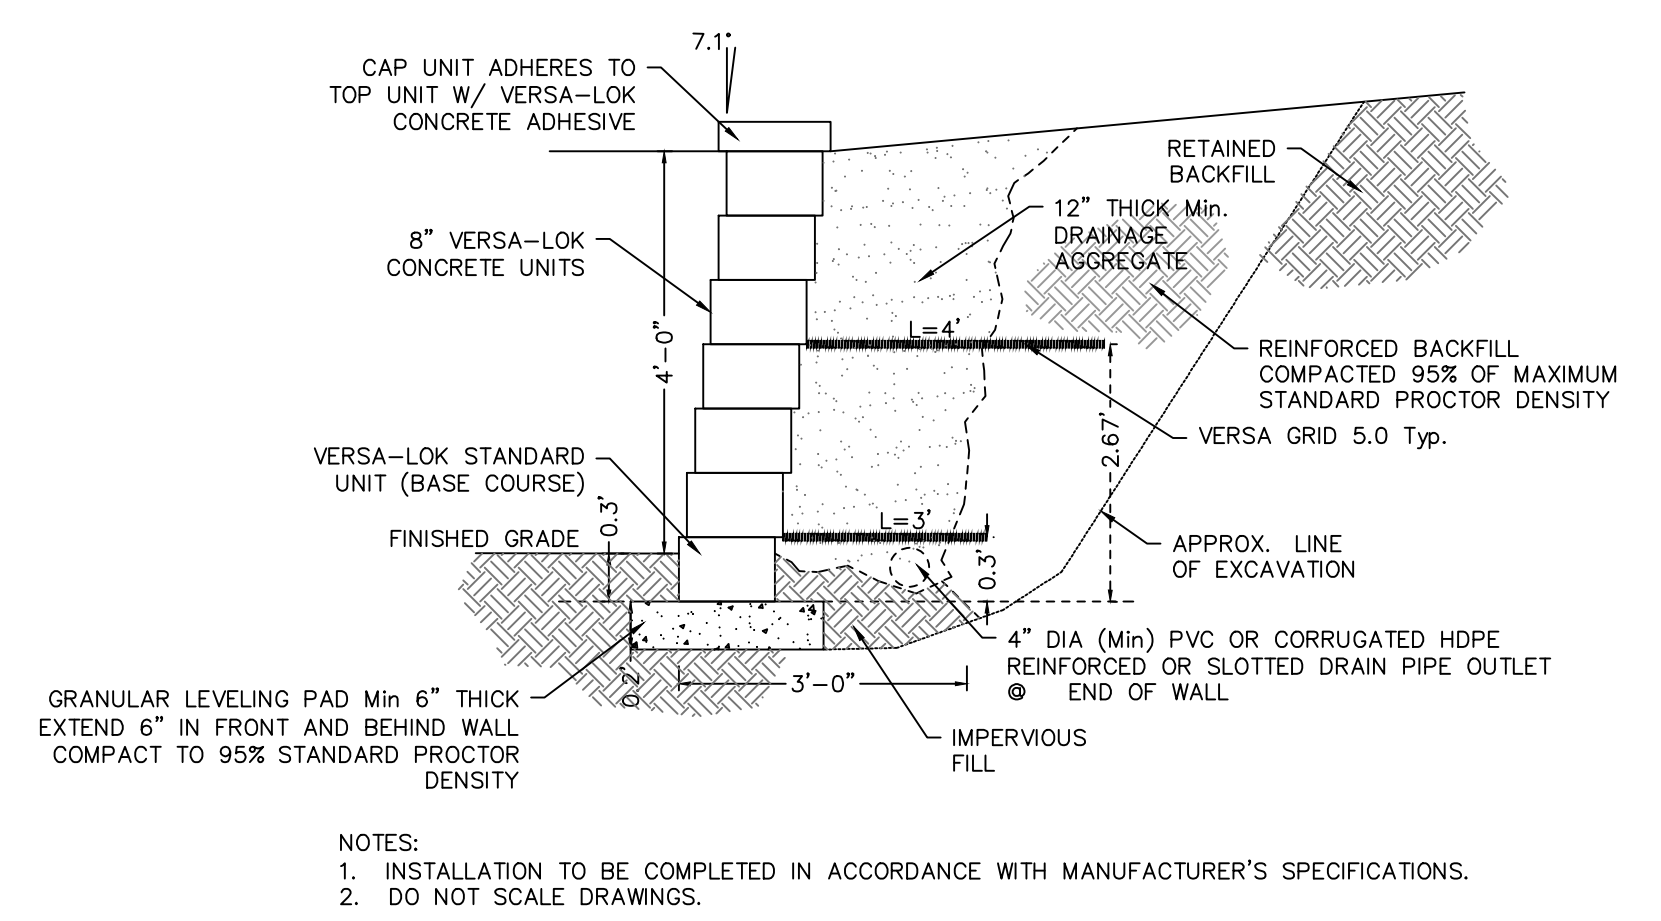 7.1°
CAP UNIT ADHERES TO
TOP UNIT W/ VERSA-LOK
CONCRETE ADHESIVE
RETAINED
BACKFILL
12" THICK Min.
DRAINAGE
AGGREGATE
8" VERSA-LOK
CONCRETE UNITS
4'-0"
L=4'
REINFORCED BACKFILL
COMPACTED 95% OF MAXIMUM
STANDARD PROCTOR DENSITY
VERSA GRID 5.0 Typ.
2.67'
VERSA-LOK STANDARD
UNIT (BASE COURSE)
0.3'
L=3'
FINISHED GRADE
APPROX. LINE
OF EXCAVATION
0.3'
4" DIA (Min) PVC OR CORRUGATED HDPE
REINFORCED OR SLOTTED DRAIN PIPE OUTLET
@ END OF WALL
0.2'
3'-0"
GRANULAR LEVELING PAD Min 6" THICK
EXTEND 6" IN FRONT AND BEHIND WALL
COMPACT TO 95% STANDARD PROCTOR
DENSITY
IMPERVIOUS
FILL
NOTES:
1. INSTALLATION TO BE COMPLETED IN ACCORDANCE WITH MANUFACTURER'S SPECIFICATIONS.
2. DO NOT SCALE DRAWINGS.